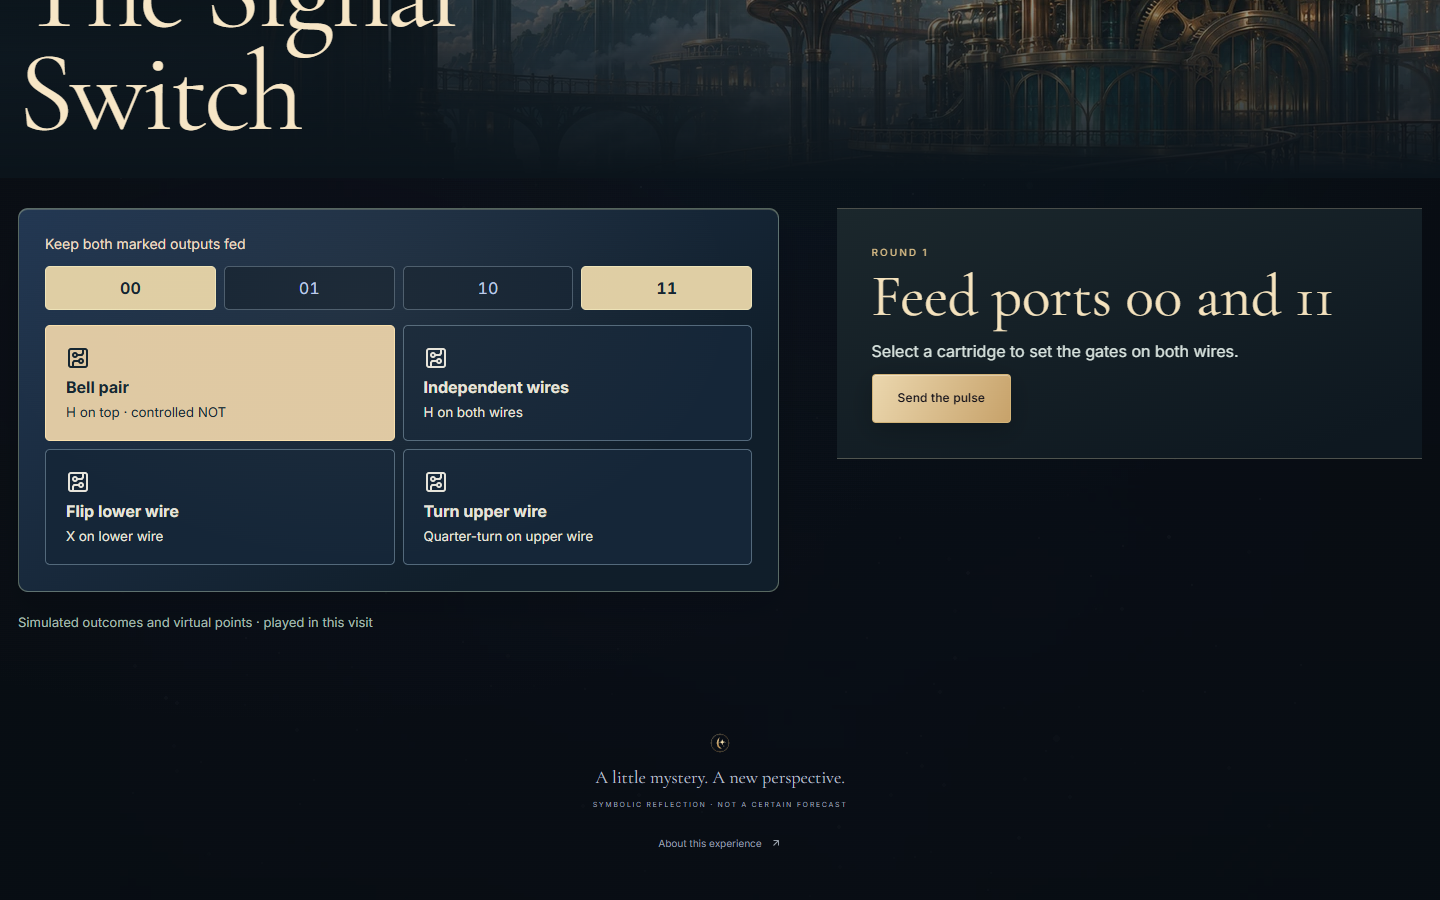 The Signal
Switch
Keep both marked outputs fed
00
01
10
11
Bell pair
H on top · controlled NOT
Independent wires
H on both wires
Flip lower wire
X on lower wire
Turn upper wire
Quarter-turn on upper wire
Simulated outcomes and virtual points · played in this visit
ROUND 1
Feed ports 00 and 11
Select a cartridge to set the gates on both wires.
Send the pulse
A little mystery. A new perspective.
SYMBOLIC REFLECTION · NOT A CERTAIN FORECAST
About this experience